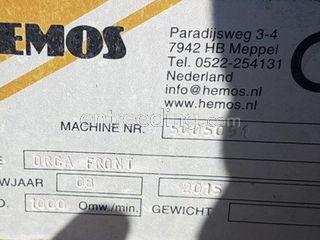 HEMOS
Paradijsweg 3-4
7942 HB Meppel
Tel. 0522-254131
Nederland
info@hemos.nl
www.hemos.nl
MACHINE NR.
E ORCA FRONT
WJAAR 08 2015
D. 1000 Omw./min. GEWICHT